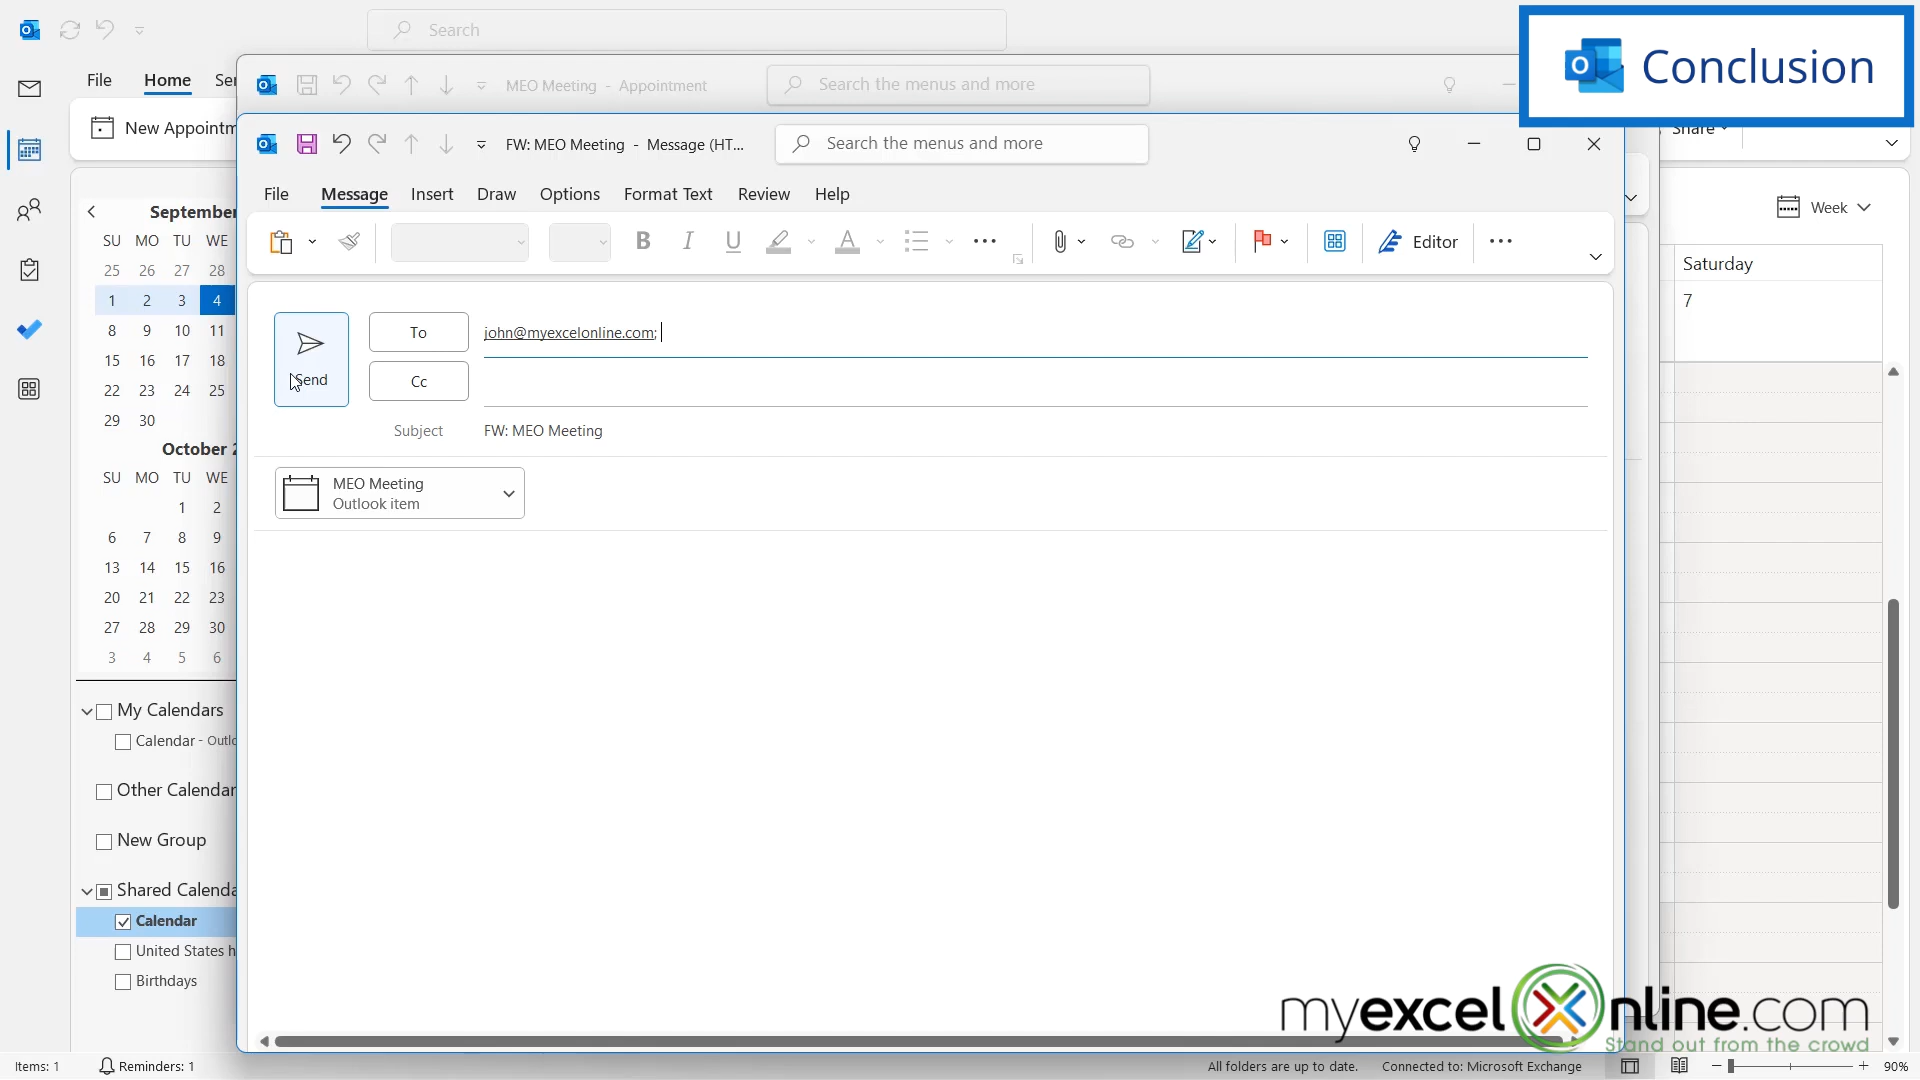 Search
Conclusion
File Home Se
MEO Meeting - Appointment
Search the menus and more
New Appointm
Share
FW: MEO Meeting - Message (HT...
Search the menus and more
File Message Insert Draw Options Format Text Review Help
Editor
Week
September
SU MO TU WE
25 26 27 28
1 2 3 4
8 9 10 11
15 16 17 18
22 23 24 25
29 30
October 2
SU MO TU WE
1 2
6 7 8 9
13 14 15 16
20 21 22 23
27 28 29 30
3 4 5 6
My Calendars
Calendar - Outlo
Other Calendar
New Group
Shared Calenda
Calendar
United States h
Birthdays
Send
To
john@myexcelonline.com;
Cc
Subject
FW: MEO Meeting
MEO Meeting
Outlook item
Saturday
7
myexcelonline.com
Stand out from the crowd
Items: 1
Reminders: 1
All folders are up to date.
Connected to: Microsoft Exchange
90%